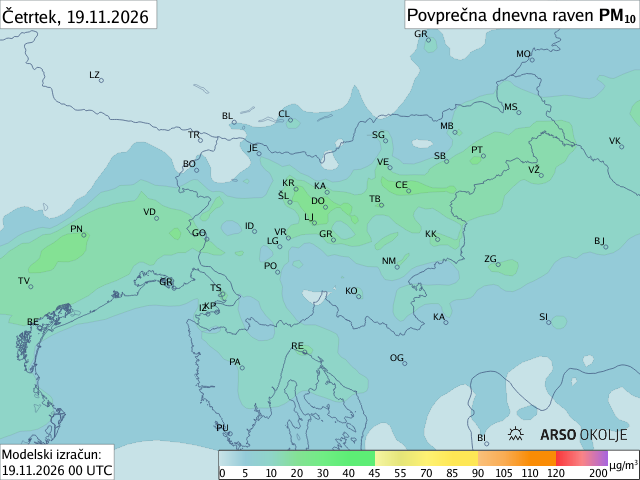 Četrtek, 19.11.2026
Povprečna dnevna raven PM10
GR
MO
LZ
MS
BL
CL
MB
SG
TR
JE
VK
PT
SB
VE
BO
VŽ
KR
KA
CE
ŠL
DO
TB
VD
LJ
PN
ID
GO
VR
GR
KK
LG
BJ
NM
ZG
PO
TV
GR
TS
KO
KP
IZ
BE
KA
SI
RE
PA
OG
PU
BI
ARSO OKOLJE
Modelski izračun:
19.11.2026 00 UTC
0 5 10 20 30 40 45 55 70 80 90 105 110 120 200 µg/m³